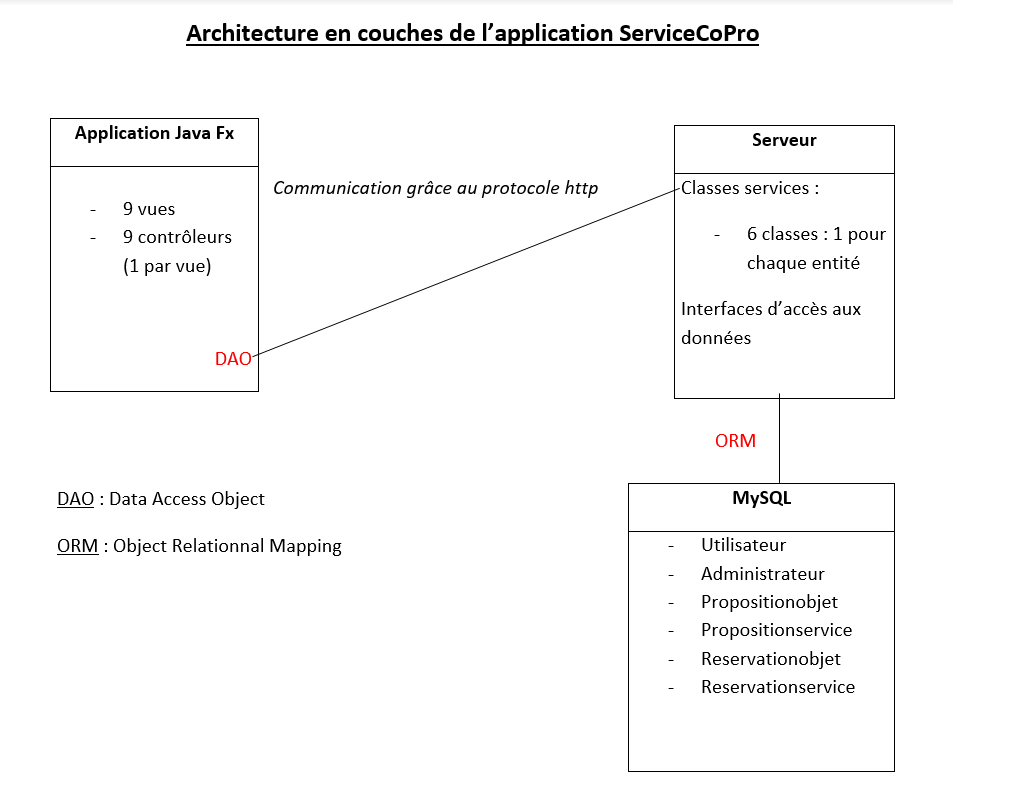 Architecture en couches de l’application ServiceCoPro
Application Java Fx
- 9 vues
- 9 contrôleurs
(1 par vue)
DAO
Communication grâce au protocole http
Serveur
Classes services :
- 6 classes : 1 pour
chaque entité
Interfaces d’accès aux
données
ORM
MySQL
- Utilisateur
- Administrateur
- Propositionobjet
- Propositionservice
- Reservationobjet
- Reservationservice
DAO : Data Access Object
ORM : Object Relationnal Mapping